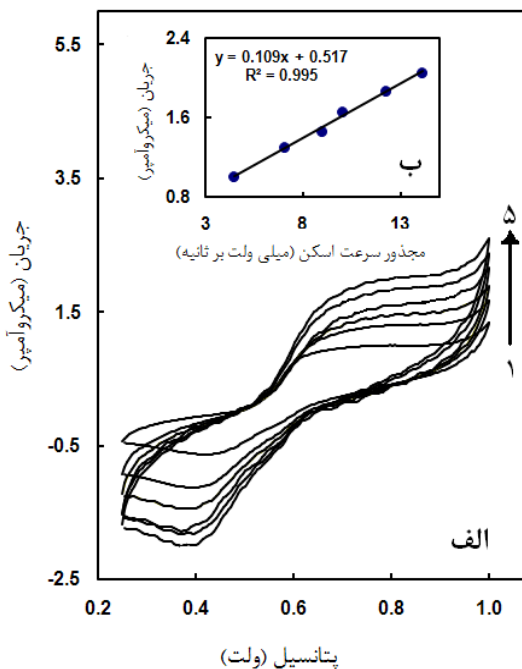 5.5
3.5
1.5
-0.5
-2.5
جریان (میکروآمپر)
2.4
1.6
0.8
جریان (میکروآمپر)
y = 0.109x + 0.517
R² = 0.995
ب
3 8 13
مجذور سرعت اسکن (میلی ولت بر ثانیه)
۵
۱
الف
0.2 0.4 0.6 0.8 1.0
پتانسیل (ولت)